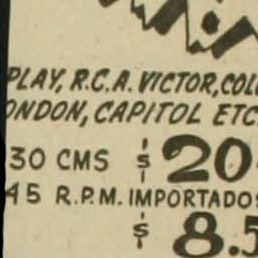 PLAY, R.C.A. VICTOR, COL
ONDON, CAPITOL ETC
30 CMS $ 20
45 R.P.M. IMPORTADOS
$ 8.5